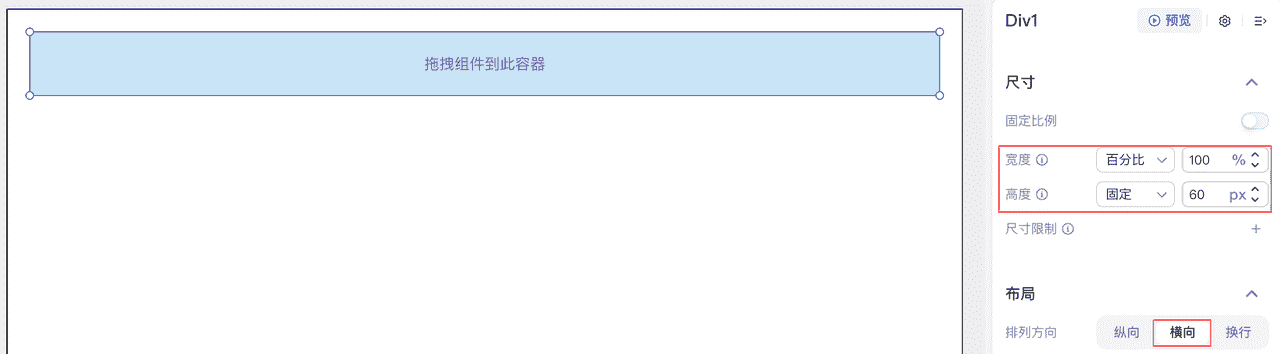 拖拽组件到此容器
Div1 预览
尺寸
固定比例
宽度 百分比 100 %
高度 固定 60 px
尺寸限制
布局
排列方向 纵向 横向 换行